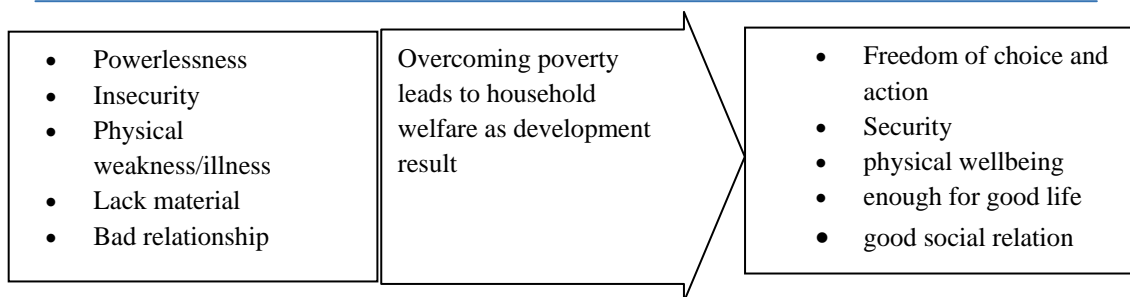 • Powerlessness
• Insecurity
• Physical
weakness/illness
• Lack material
• Bad relationship
Overcoming poverty
leads to household
welfare as development
result
• Freedom of choice and
action
• Security
• physical wellbeing
• enough for good life
• good social relation